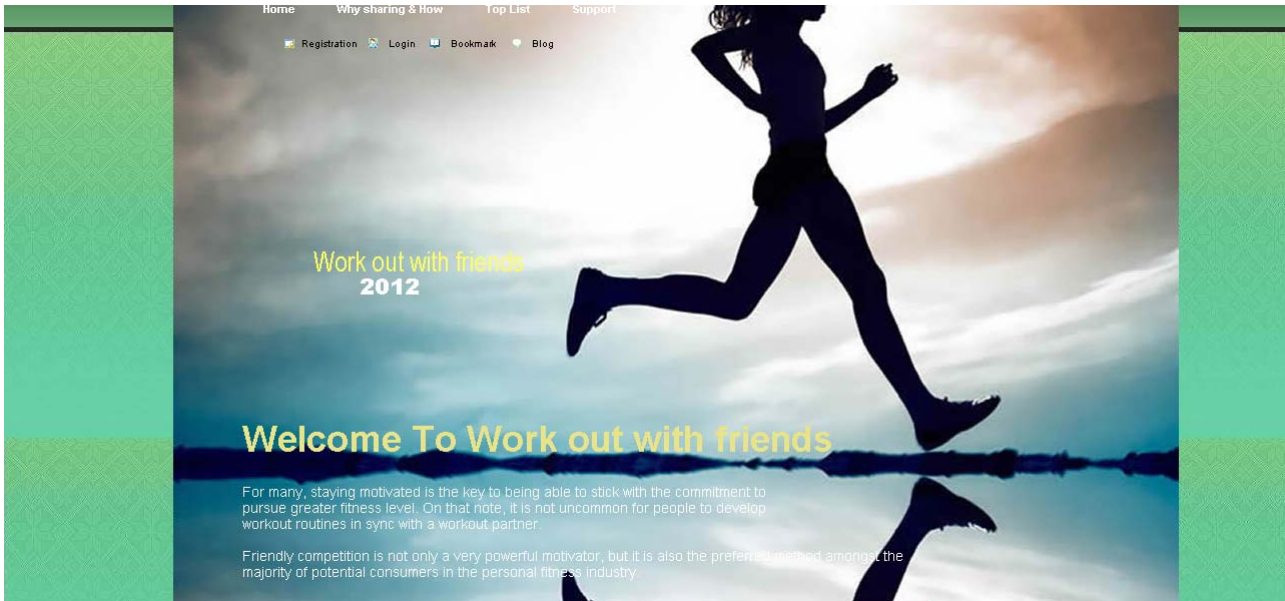 Home Why sharing & How Top List Support
Registration Login Bookmark Blog
Work out with friends
2012
Welcome To Work out with friends
For many, staying motivated is the key to being able to stick with the commitment to
pursue greater fitness level. On that note, it is not uncommon for people to develop
workout routines in sync with a workout partner.
Friendly competition is not only a very powerful motivator, but it is also the preferred method amongst the
majority of potential consumers in the personal fitness industry.